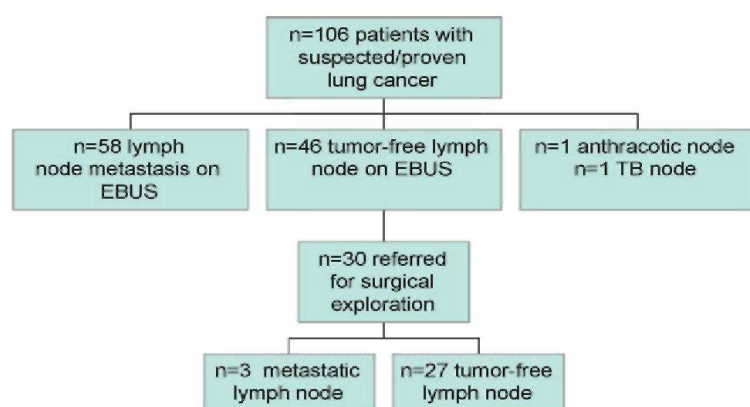 n=106 patients with
suspected/proven
lung cancer
n=58 lymph
node metastasis on
EBUS
n=46 tumor-free lymph
node on EBUS
n=1 anthracotic node
n=1 TB node
n=30 referred
for surgical
exploration
n=3 metastatic
lymph node
n=27 tumor-free
lymph node